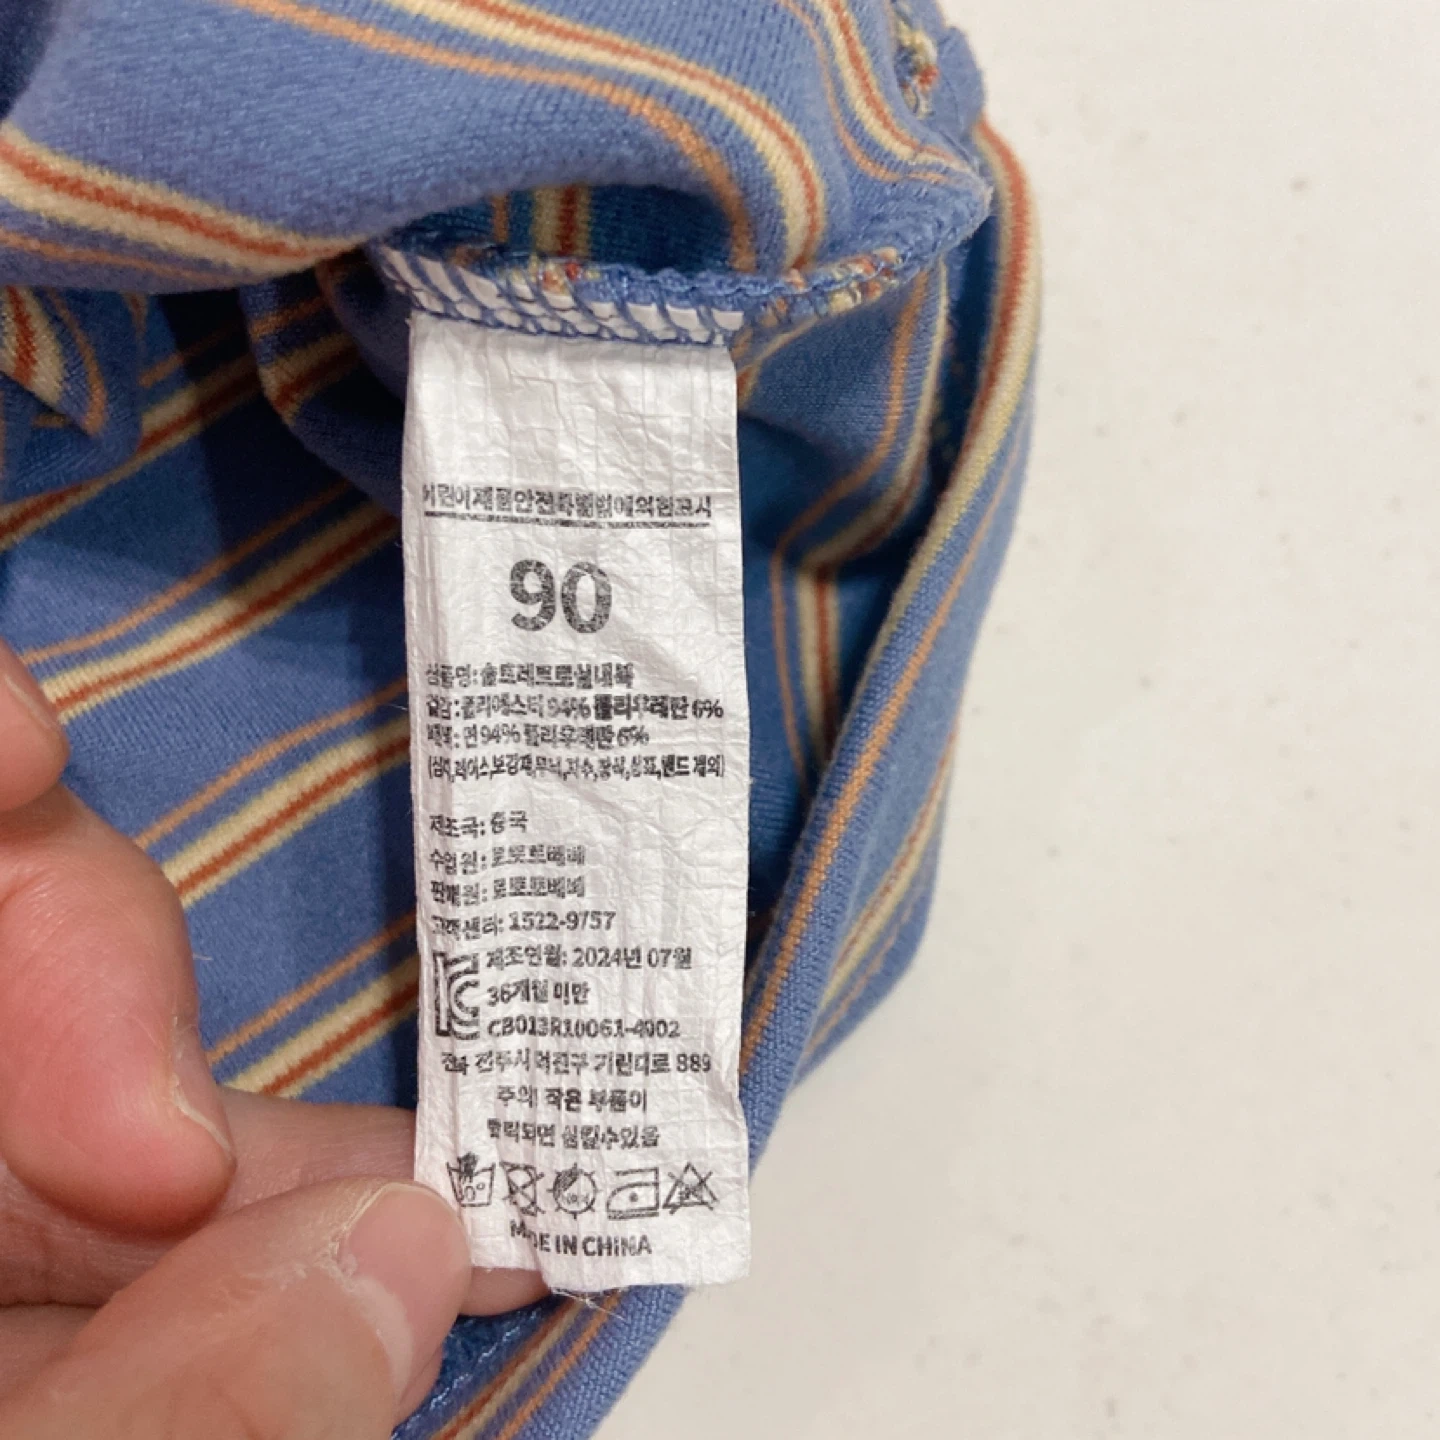 어린이제품안전특별법에의한표시
90
상품명:솔트레트로실내복
겉감:폴리에스터 94% 폴리우레탄 6%
배색: 면 94% 폴리우레탄 6%
(심지,레이스,보강재,무늬,자수,장식,상표,밴드 제외)
제조국: 중국
수입원: 로토토베베
판매원: 로토토베베
고객센터: 1522-9757
제조연월: 2024년 07월
36개월 미만
CB013R10061-4002
전북 전주시 덕진구 기린대로 889
주의! 작은 부품이
탈락되면 삼킬수있음
MADE IN CHINA